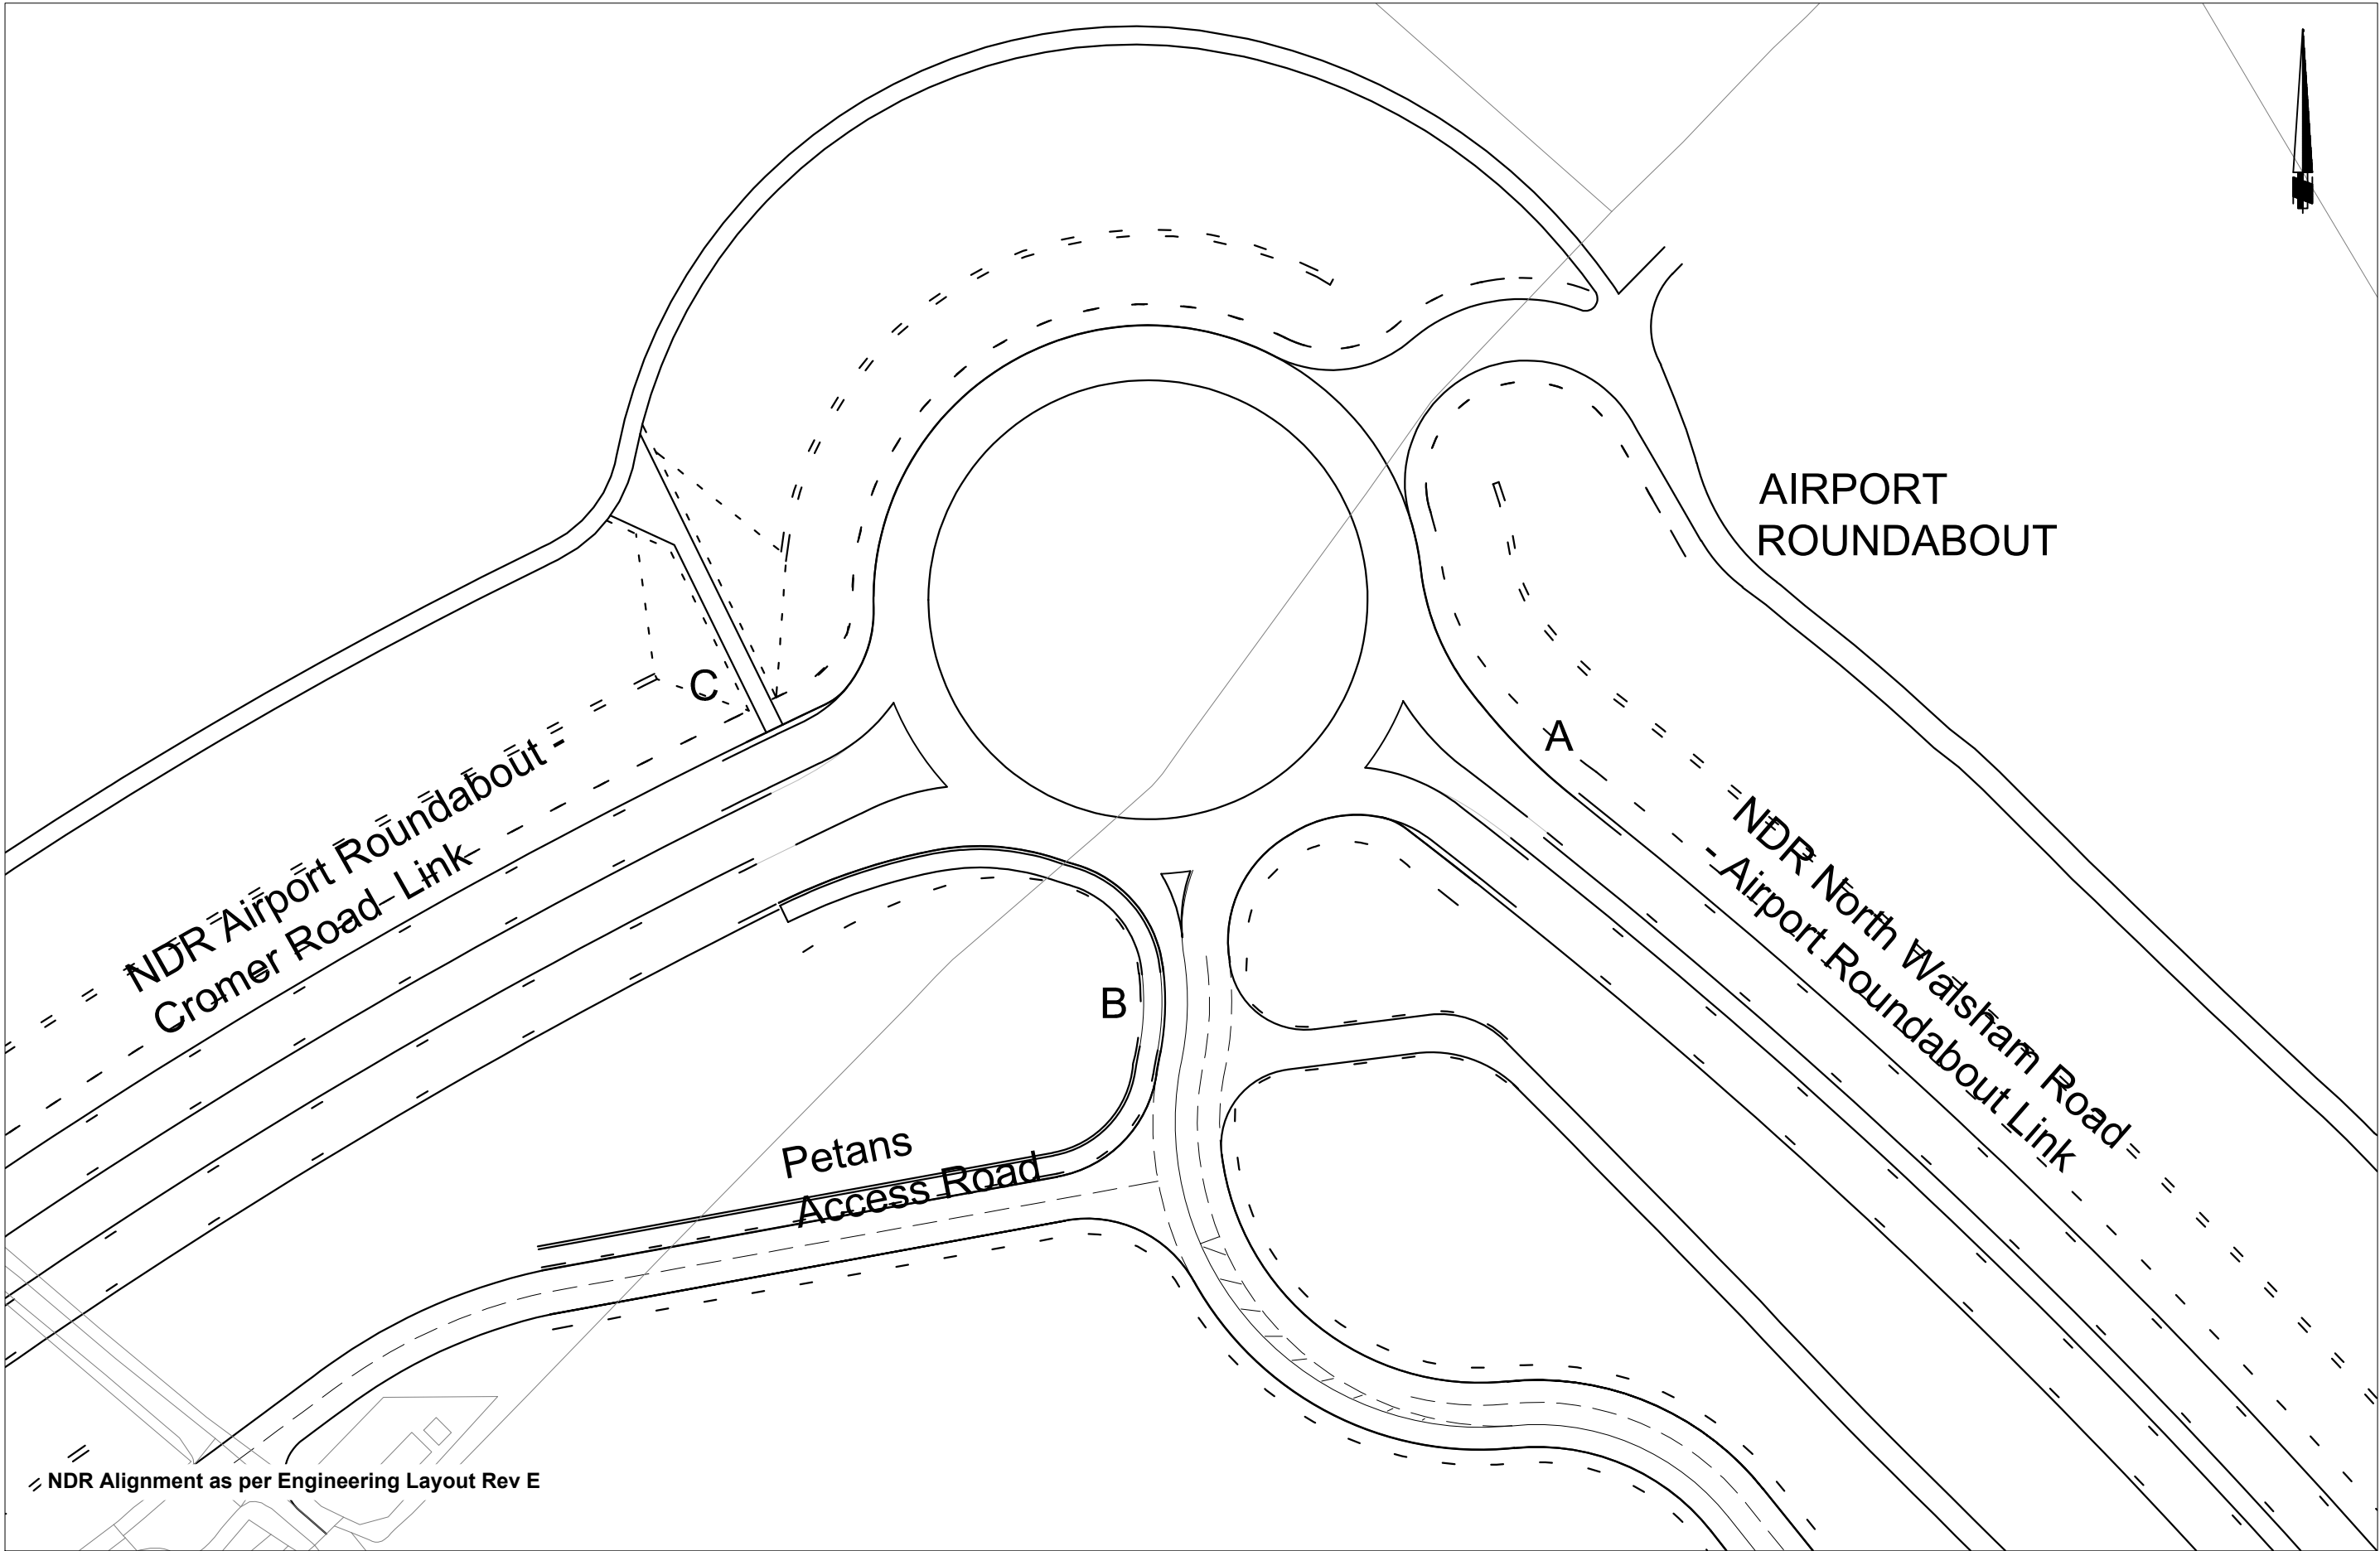 AIRPORT
ROUNDABOUT
C
A
NDR Airport Roundabout -
Cromer Road Link
NDR North Walsham Road
- Airport Roundabout Link
B
Petans
Access Road
NDR Alignment as per Engineering Layout Rev E